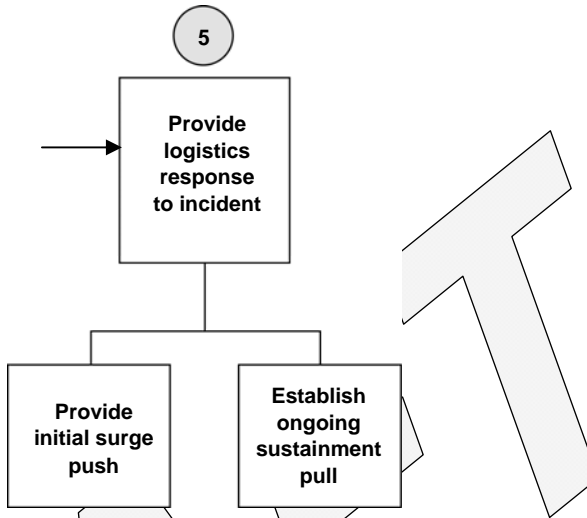 5
Provide
logistics
response
to incident
Provide
initial surge
push
Establish
ongoing
sustainment
pull
T